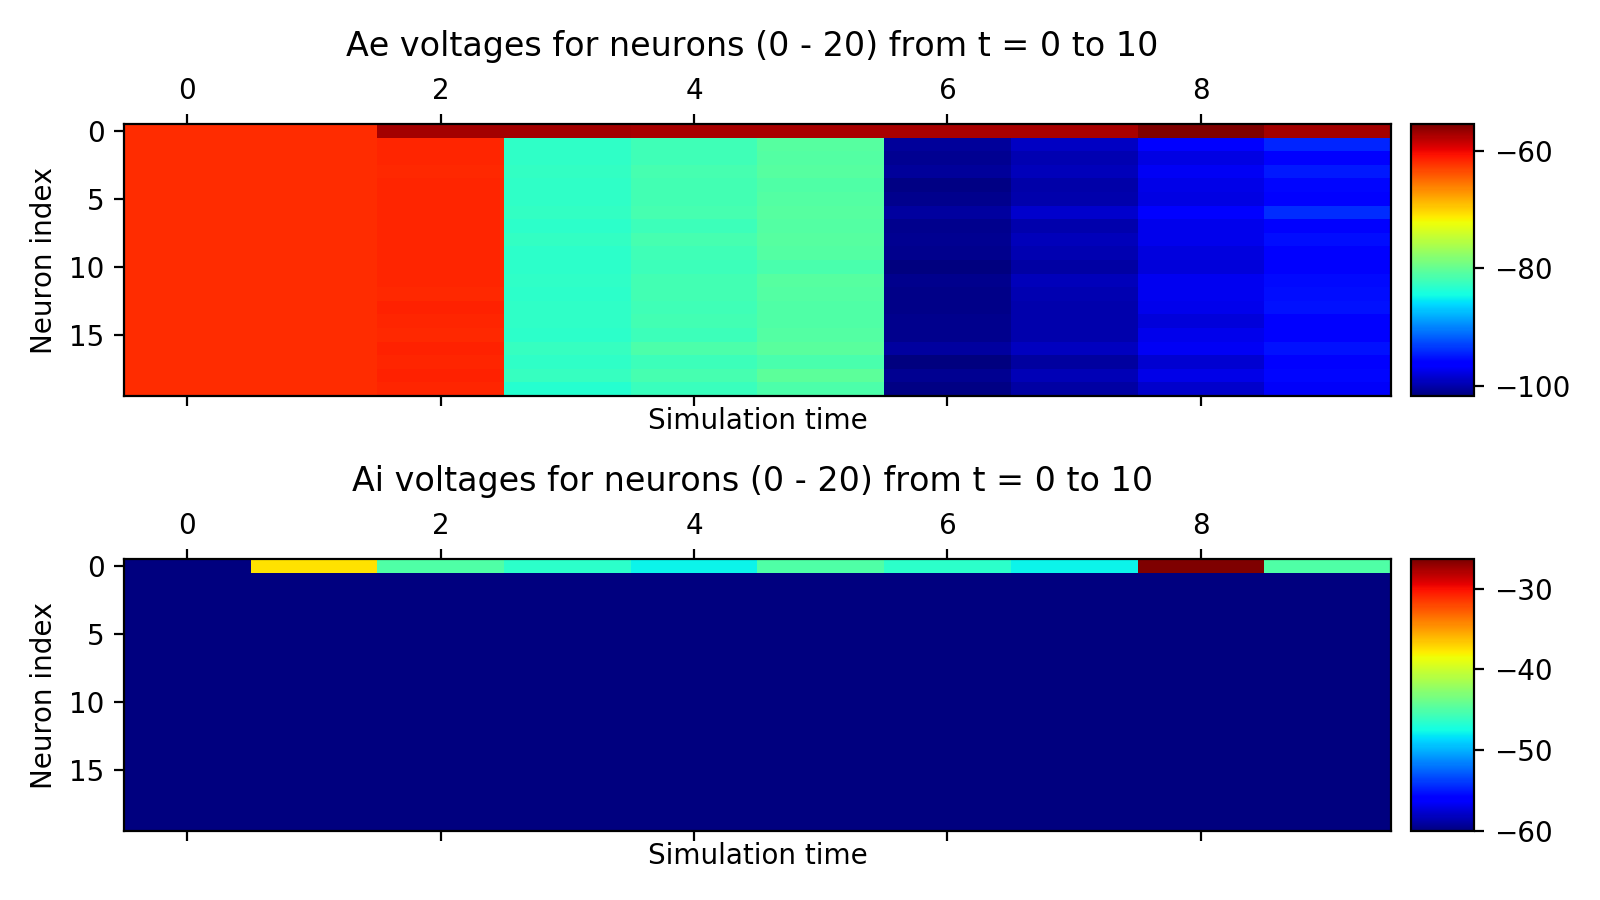 Ae voltages for neurons (0 - 20) from t = 0 to 10
0 2 4 6 8
Neuron index
0
5
10
15
−60
−80
−100
Simulation time
Ai voltages for neurons (0 - 20) from t = 0 to 10
0 2 4 6 8
Neuron index
0
5
10
15
−30
−40
−50
−60
Simulation time